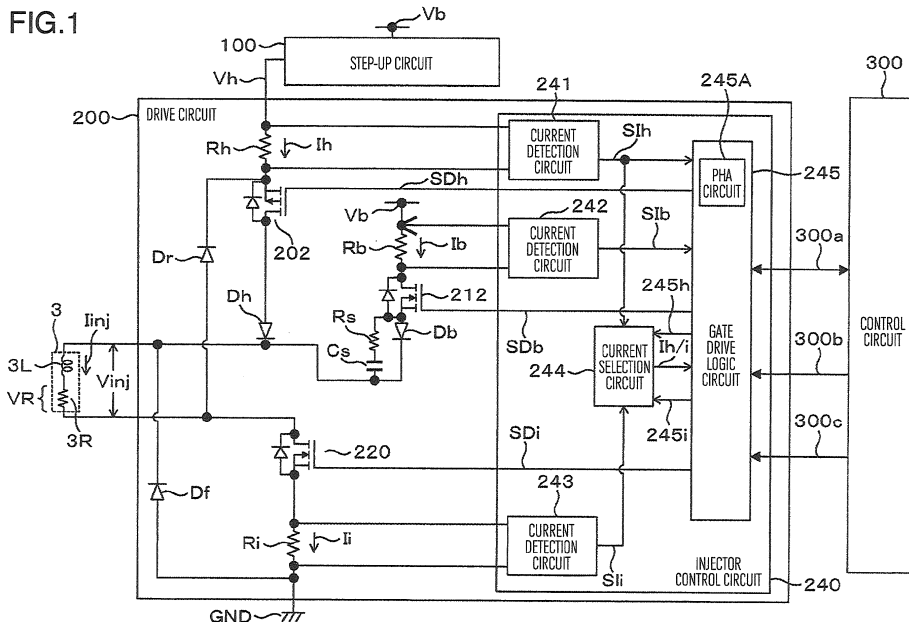 FIG.1
Vb
100
STEP-UP CIRCUIT
Vh
300
245A
241
200
DRIVE CIRCUIT
CURRENT
DETECTION
CIRCUIT
SIh
Rh
Ih
PHA
CIRCUIT
245
SDh
Vb
242
202
CURRENT
DETECTION
CIRCUIT
SIb
Rb
Ib
300a
Dr
245h
212
Dh
3
Iinj
Rs
Db
Cs
SDb
Ih/i
GATE
DRIVE
LOGIC
CIRCUIT
CONTROL
CIRCUIT
3L
Vinj
244
CURRENT
SELECTION
CIRCUIT
300b
VR
3R
245i
300c
220
SDi
243
Df
CURRENT
DETECTION
CIRCUIT
Ri
Ii
SIi
INJECTOR
CONTROL CIRCUIT
240
GND